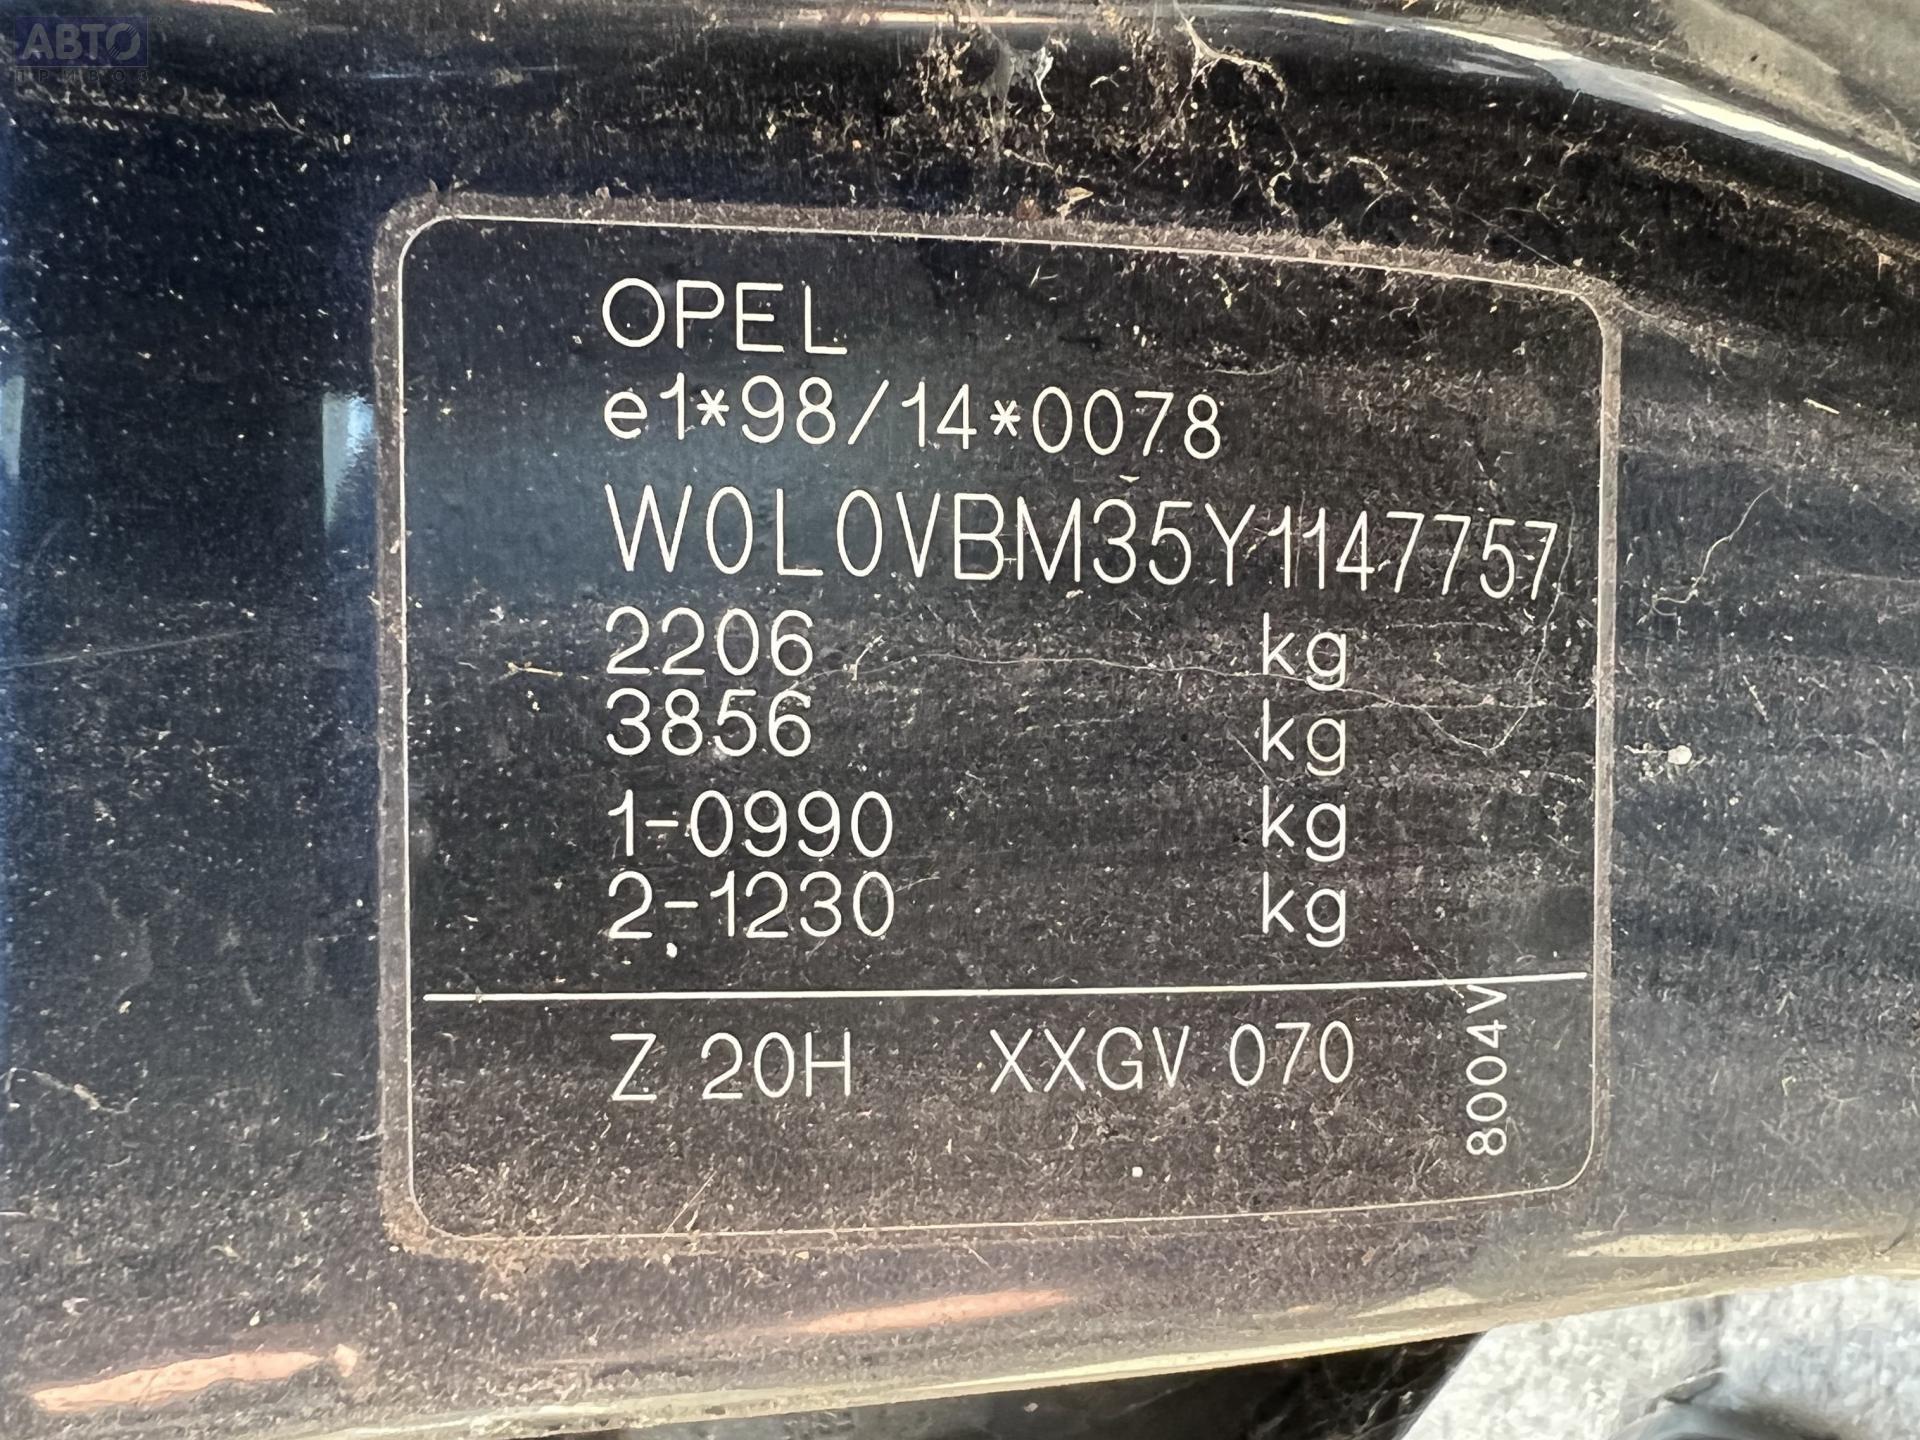 АВТО
ПРИВОЗ
OPEL
e1*98/14*0078
W0L0VBM35Y1147757
2206 kg
3856 kg
1-0990 kg
2-1230 kg
Z 20H XXGV 070
8004V